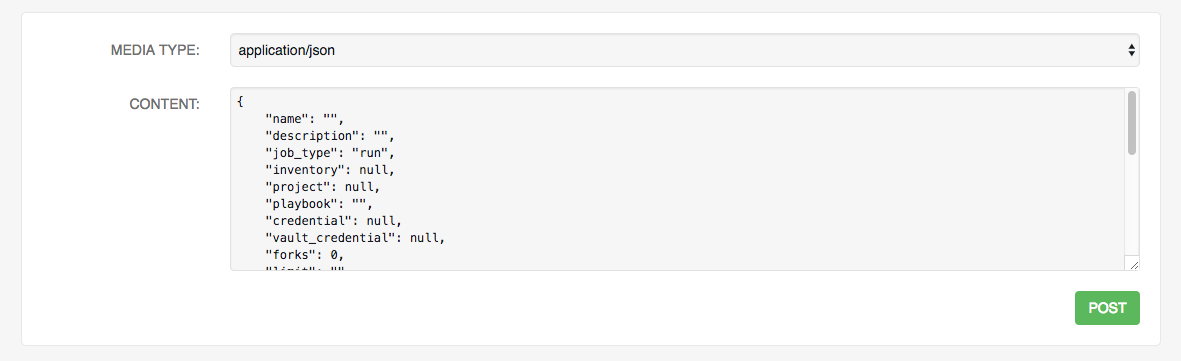 MEDIA TYPE: application/json
CONTENT: {
"name": "",
"description": "",
"job_type": "run",
"inventory": null,
"project": null,
"playbook": "",
"credential": null,
"vault_credential": null,
"forks": 0,
"limit": ""
POST